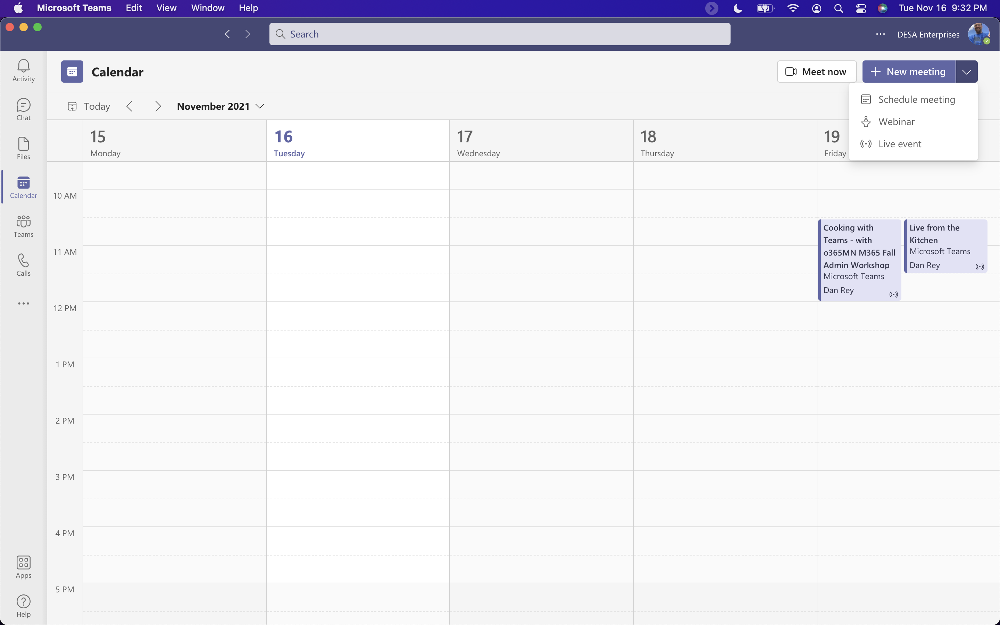 Microsoft Teams Edit View Window Help Tue Nov 16 9:32 PM
Search
DESA Enterprises
Activity
Chat
Files
Calendar
Teams
Calls
Apps
Help
Calendar
Meet now
New meeting
Schedule meeting
Webinar
Live event
Today
November 2021
15
Monday
16
Tuesday
17
Wednesday
18
Thursday
19
Friday
10 AM
11 AM
12 PM
1 PM
2 PM
3 PM
4 PM
5 PM
Cooking with
Teams - with
o365MN M365 Fall
Admin Workshop
Microsoft Teams
Dan Rey
Live from the
Kitchen
Microsoft Teams
Dan Rey